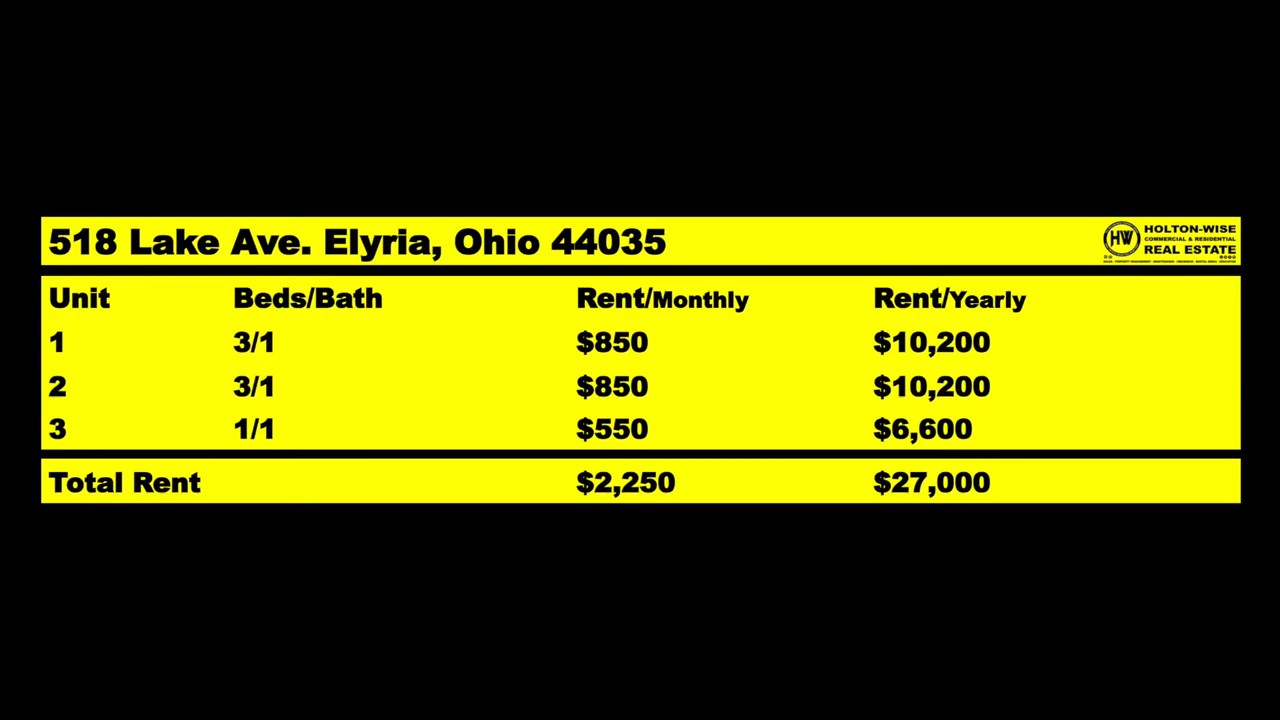 518 Lake Ave. Elyria, Ohio 44035
HW
HOLTON-WISE
COMMERCIAL & RESIDENTIAL
REAL ESTATE
Unit Beds/Bath Rent/Monthly Rent/Yearly
1 3/1 $850 $10,200
2 3/1 $850 $10,200
3 1/1 $550 $6,600
Total Rent $2,250 $27,000